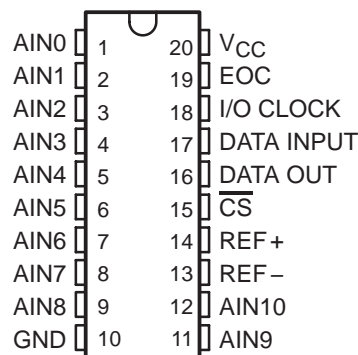 AIN0 1 20 VCC
AIN1 2 19 EOC
AIN2 3 18 I/O CLOCK
AIN3 4 17 DATA INPUT
AIN4 5 16 DATA OUT
AIN5 6 15 C̅S̅
AIN6 7 14 REF+
AIN7 8 13 REF−
AIN8 9 12 AIN10
GND 10 11 AIN9